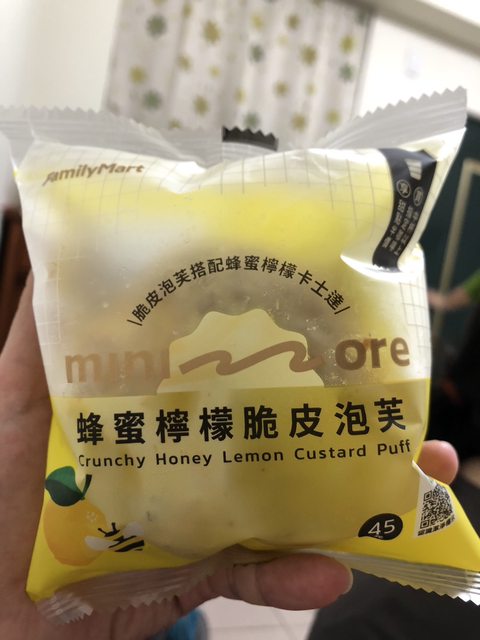 FamilyMart
\脆皮泡芙搭配蜂蜜檸檬卡士達/
mini more
蜂蜜檸檬脆皮泡芙
Crunchy Honey Lemon Custard Puff
45